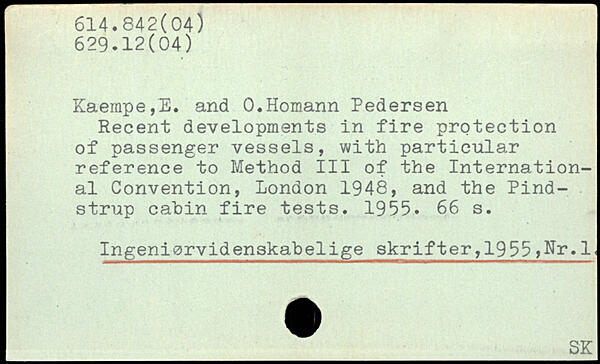 614.842(04)
629.12(04)
Kaempe,E. and O.Homann Pedersen
Recent developments in fire protection
of passenger vessels, with particular
reference to Method III of the Internation-
al Convention, London 1948, and the Pind-
strup cabin fire tests. 1955. 66 s.
Ingeniørvidenskabelige skrifter,1955,Nr.1.
SK